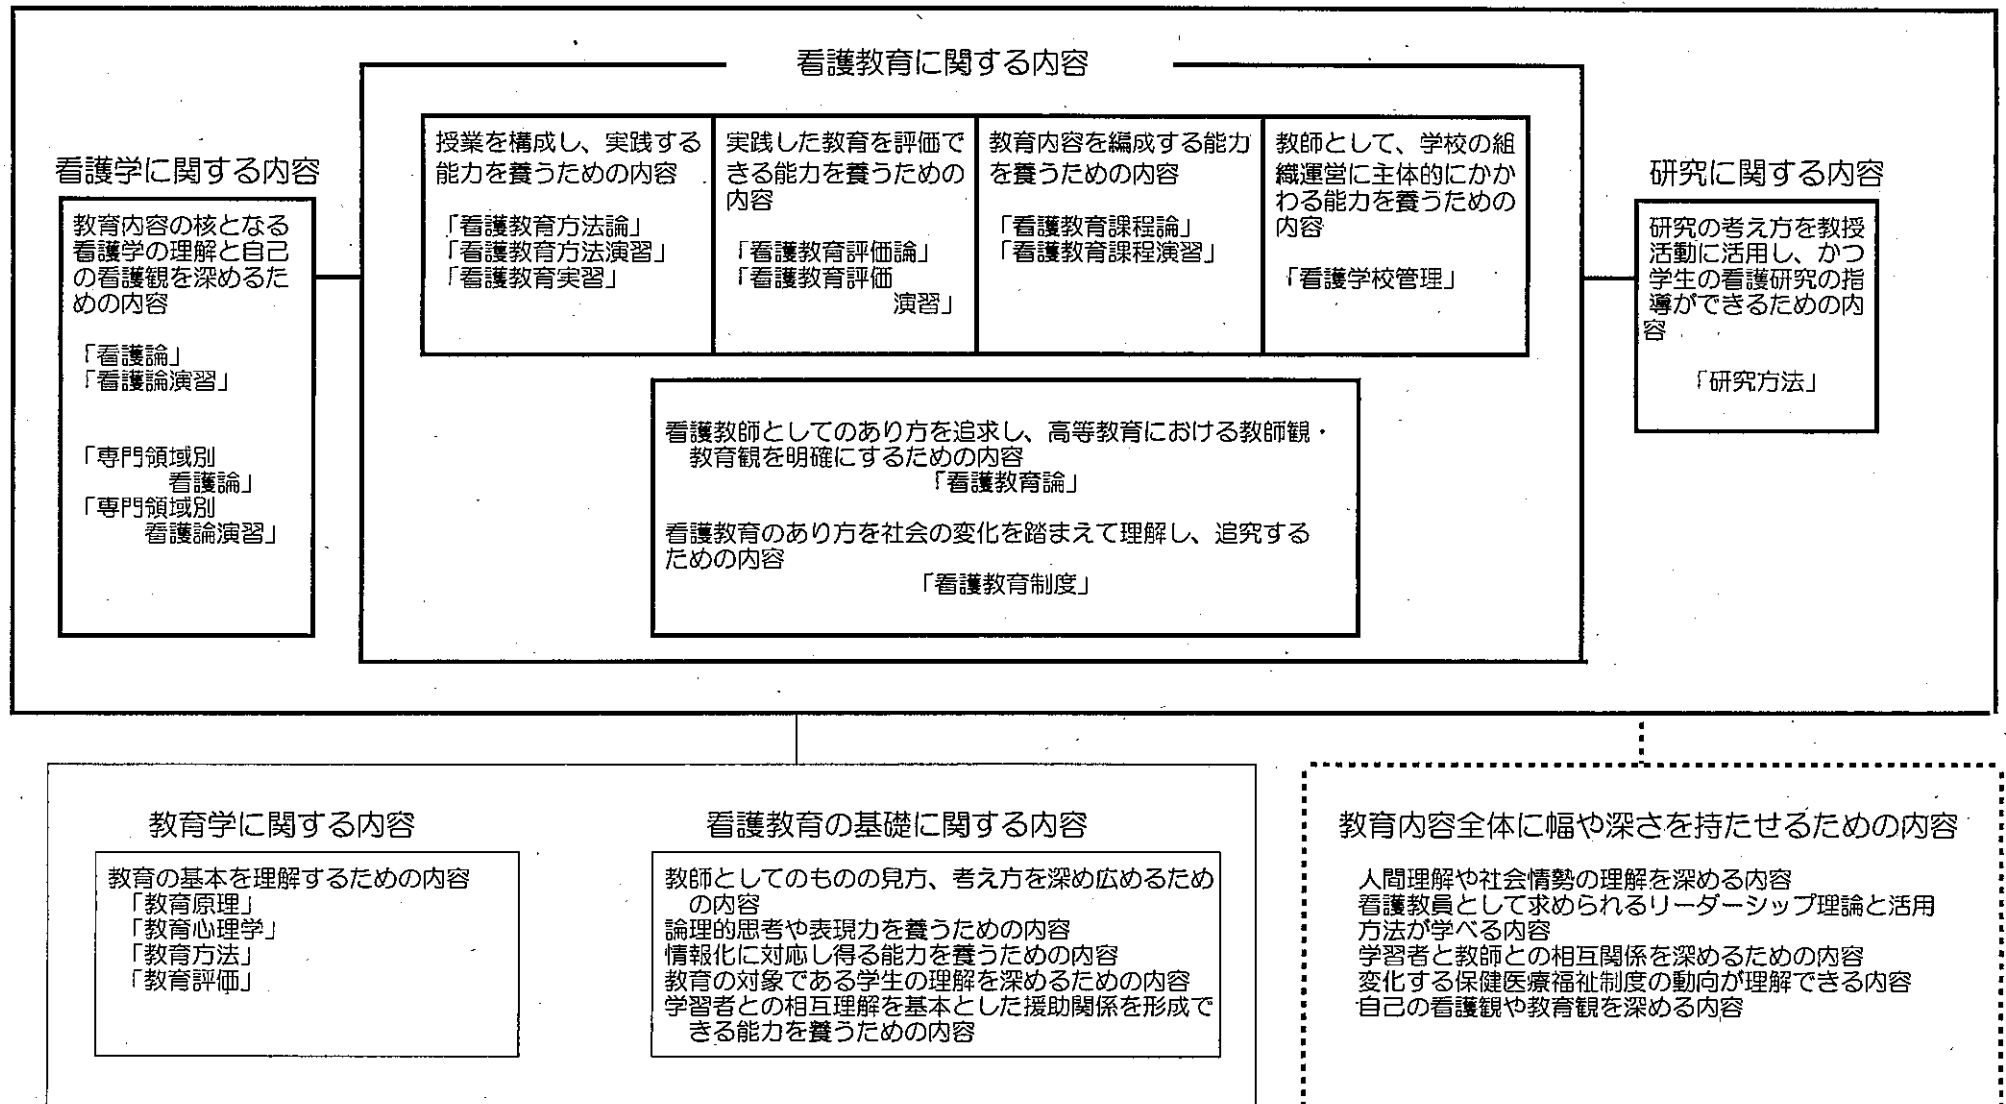 看護教育に関する内容
看護学に関する内容
教育内容の核となる
看護学の理解と自己
の看護観を深めるた
めの内容
「看護論」
「看護論演習」
「専門領域別
看護論」
「専門領域別
看護論演習」
授業を構成し、実践する
能力を養うための内容
「看護教育方法論」
「看護教育方法演習」
「看護教育実習」
実践した教育を評価で
きる能力を養うための
内容
「看護教育評価論」
「看護教育評価
演習」
教育内容を編成する能力
を養うための内容
「看護教育課程論」
「看護教育課程演習」
教師として、学校の組
織運営に主体的にかか
わる能力を養うための
内容
「看護学校管理」
看護教師としてのあり方を追求し、高等教育における教師観・
教育観を明確にするための内容
「看護教育論」
看護教育のあり方を社会の変化を踏まえて理解し、追究する
ための内容
「看護教育制度」
研究に関する内容
研究の考え方を教授
活動に活用し、かつ
学生の看護研究の指
導ができるための内
容
「研究方法」
教育学に関する内容
教育の基本を理解するための内容
「教育原理」
「教育心理学」
「教育方法」
「教育評価」
看護教育の基礎に関する内容
教師としてのものの見方、考え方を深め広めるため
の内容
論理的思考や表現力を養うための内容
情報化に対応し得る能力を養うための内容
教育の対象である学生の理解を深めるための内容
学習者との相互理解を基本とした援助関係を形成で
きる能力を養うための内容
教育内容全体に幅や深さを持たせるための内容
人間理解や社会情勢の理解を深める内容
看護教員として求められるリーダーシップ理論と活用
方法が学べる内容
学習者と教師との相互関係を深めるための内容
変化する保健医療福祉制度の動向が理解できる内容
自己の看護観や教育観を深める内容